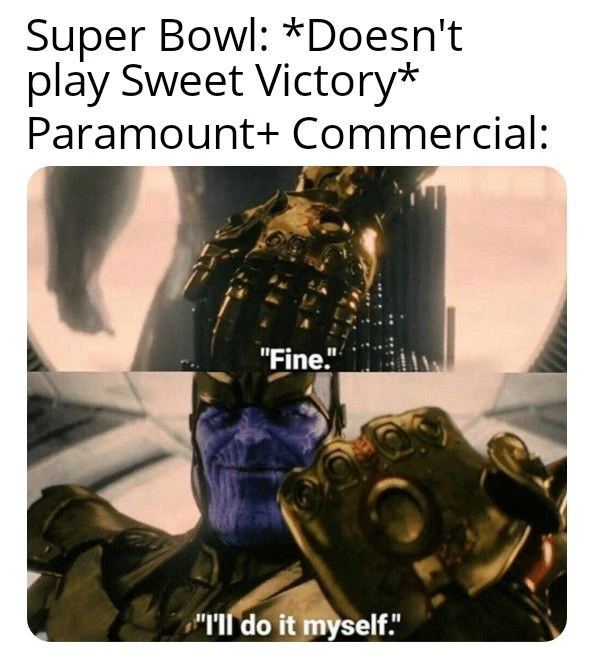 Super Bowl: *Doesn't
play Sweet Victory*
Paramount+ Commercial:
"Fine."
"I'll do it myself."